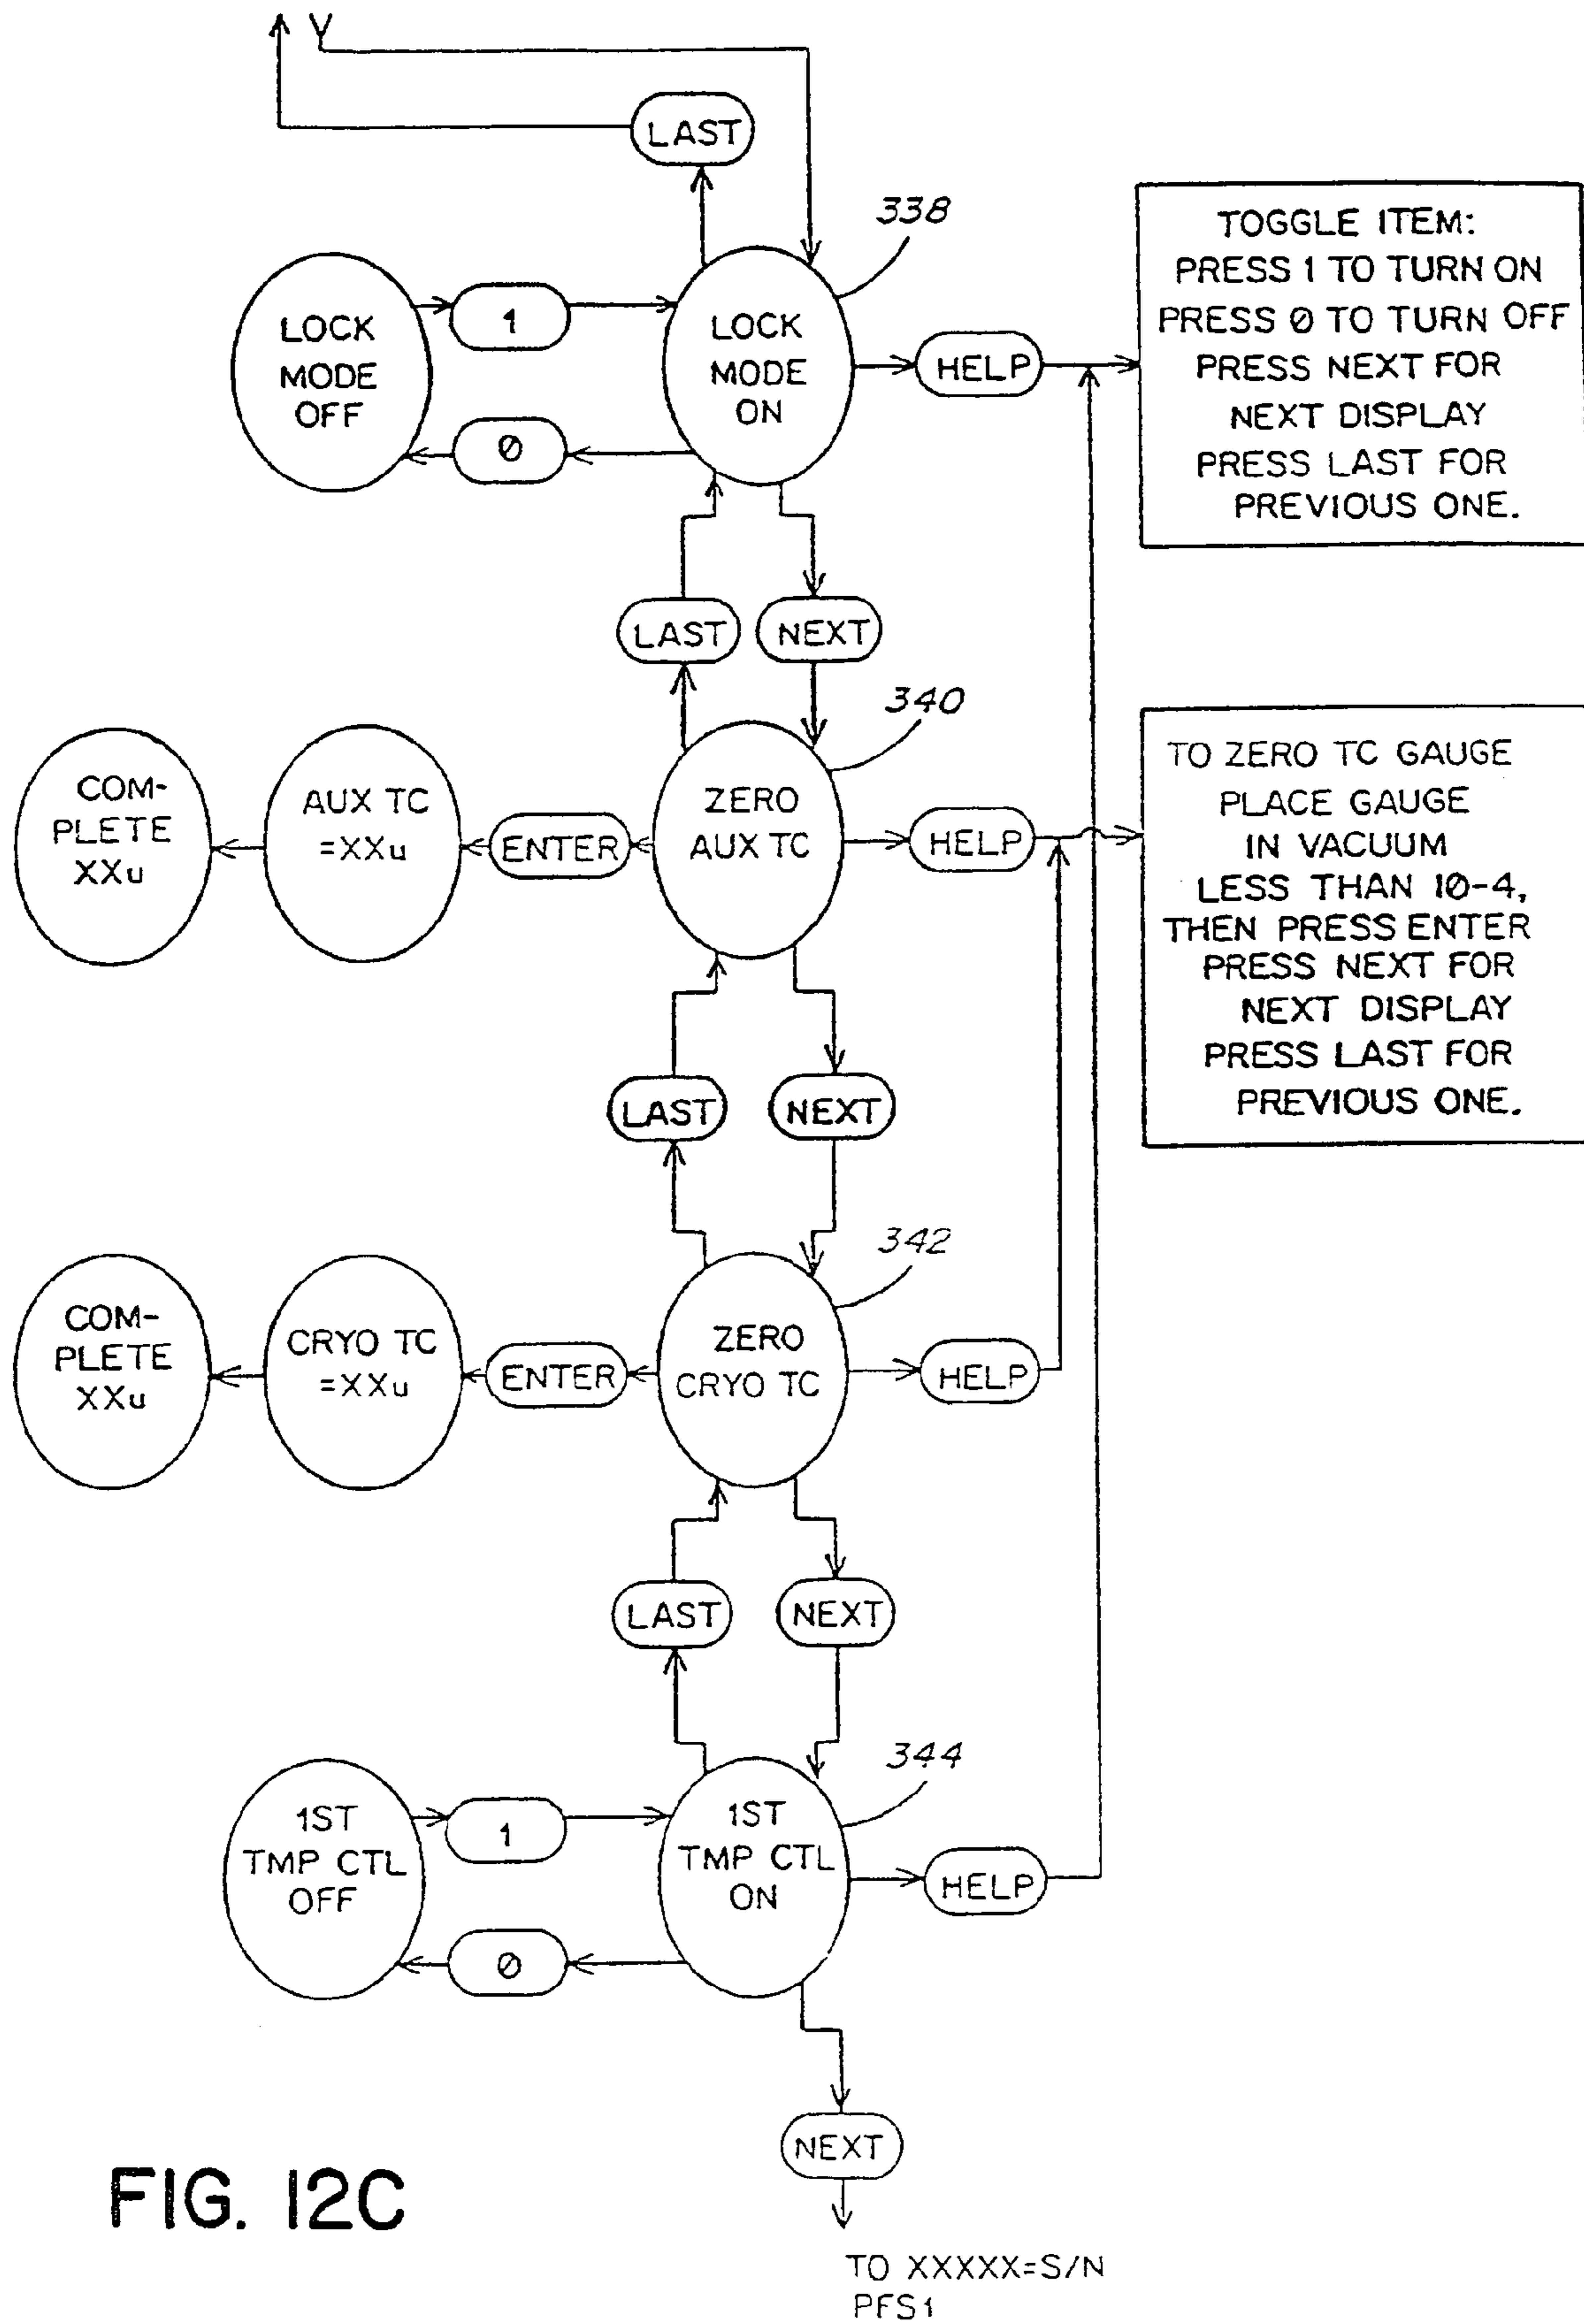 LAST
338
TOGGLE ITEM:
PRESS 1 TO TURN ON
PRESS 0 TO TURN OFF
PRESS NEXT FOR
NEXT DISPLAY
PRESS LAST FOR
PREVIOUS ONE.
LOCK
MODE
OFF
1
0
LOCK
MODE
ON
HELP
LAST
NEXT
340
COM-
PLETE
XXu
AUX TC
=XXu
ENTER
ZERO
AUX TC
HELP
TO ZERO TC GAUGE
PLACE GAUGE
IN VACUUM
LESS THAN 10-4,
THEN PRESS ENTER
PRESS NEXT FOR
NEXT DISPLAY
PRESS LAST FOR
PREVIOUS ONE.
LAST
NEXT
342
COM-
PLETE
XXu
CRYO TC
=XXu
ENTER
ZERO
CRYO TC
HELP
LAST
NEXT
344
1ST
TMP CTL
OFF
1
0
1ST
TMP CTL
ON
HELP
NEXT
FIG. 12C
TO XXXXX=S/N
PFS1